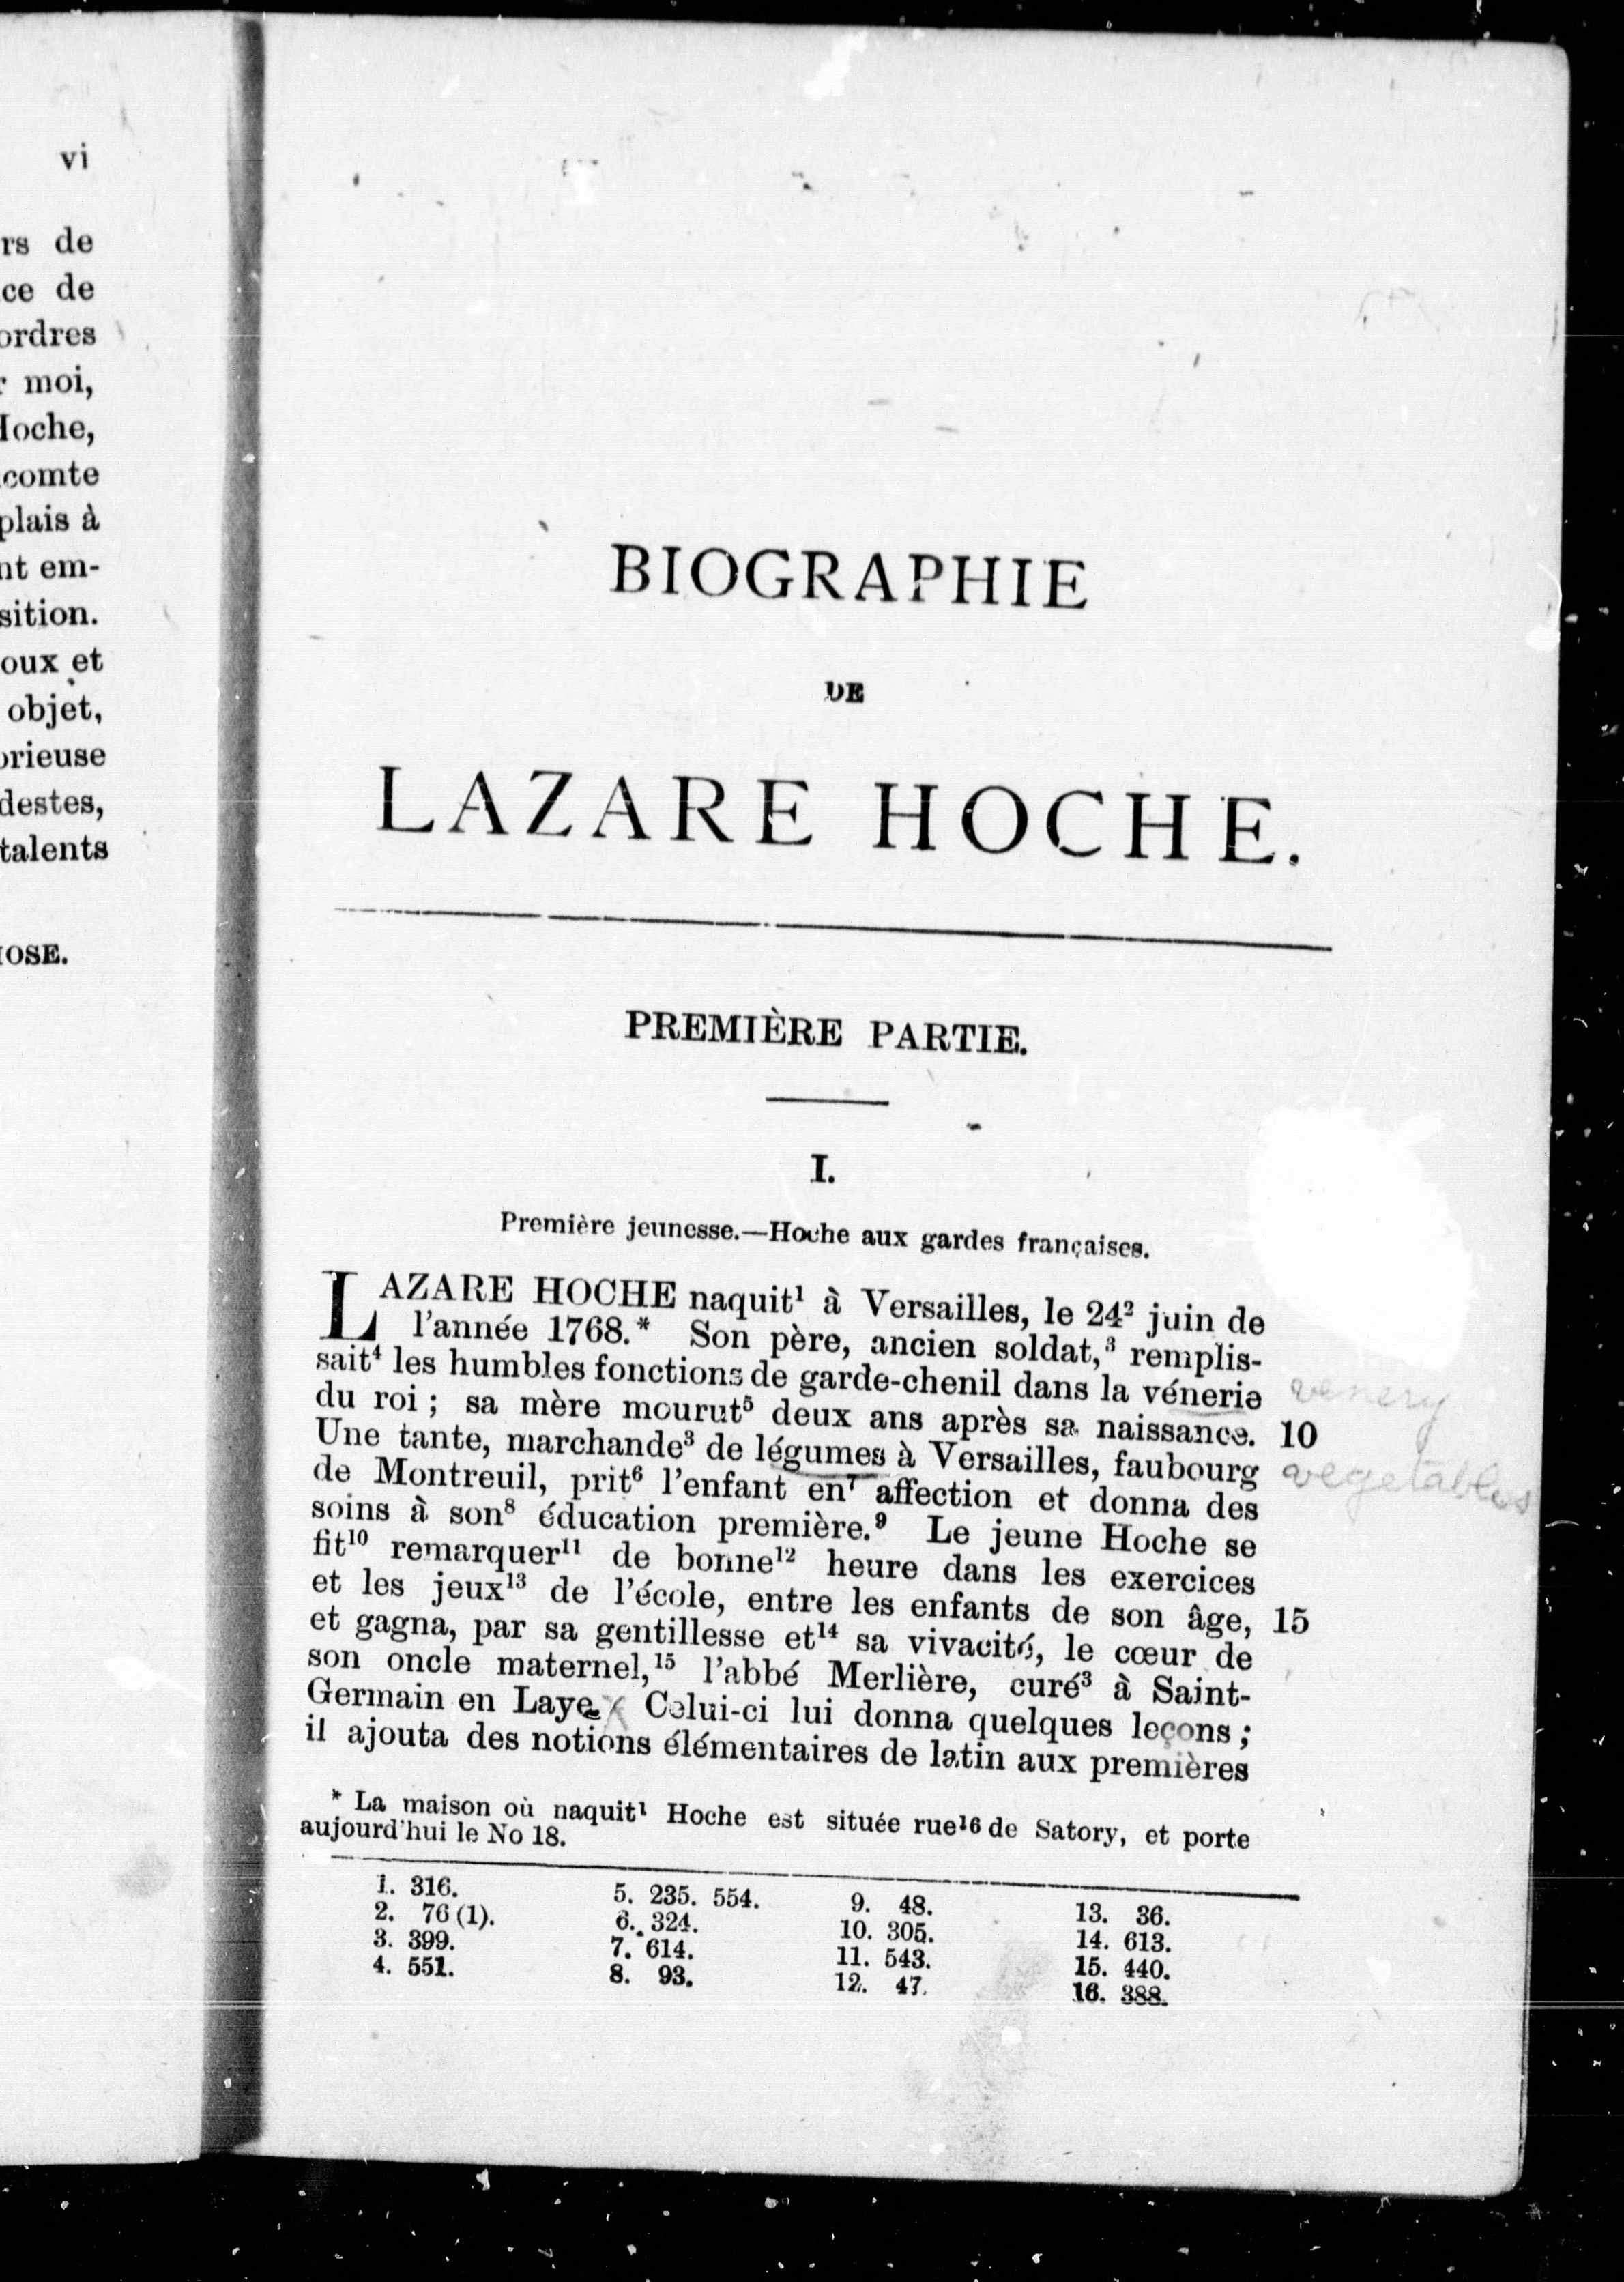 vi
rs de
ce de
ordres
moi,
Hoche,
comte
plais à
nt em-
sition.
oux et
objet,
orieuse
destes,
talents
OSE.
BIOGRAPHIE
DE
LAZARE HOCHE.
PREMIÈRE PARTIE.
I.
Première jeunesse.—Hoche aux gardes françaises.
LAZARE HOCHE naquit¹ à Versailles, le 24² juin de
l'année 1768.* Son père, ancien soldat,³ remplis-
sait⁴ les humbles fonctions de garde-chenil dans la vénerie venery
du roi ; sa mère mourut⁵ deux ans après sa naissance. 10
Une tante, marchande³ de légumes à Versailles, faubourg vegetables
de Montreuil, prit⁶ l'enfant en⁷ affection et donna des
soins à son⁸ éducation première.⁹ Le jeune Hoche se
fit¹⁰ remarquer¹¹ de bonne¹² heure dans les exercices
et les jeux¹³ de l'école, entre les enfants de son âge, 15
et gagna, par sa gentillesse et¹⁴ sa vivacité, le cœur de
son oncle maternel,¹⁵ l'abbé Merlière, curé³ à Saint-
Germain en Laye. Celui-ci lui donna quelques leçons ;
il ajouta des notions élémentaires de latin aux premières
* La maison où naquit¹ Hoche est située rue¹⁶ de Satory, et porte
aujourd'hui le No 18.
1. 316. 5. 235. 554. 9. 48. 13. 36.
2. 76 (1). 6. 324. 10. 305. 14. 613.
3. 399. 7. 614. 11. 543. 15. 440.
4. 551. 8. 93. 12. 47. 16. 388.